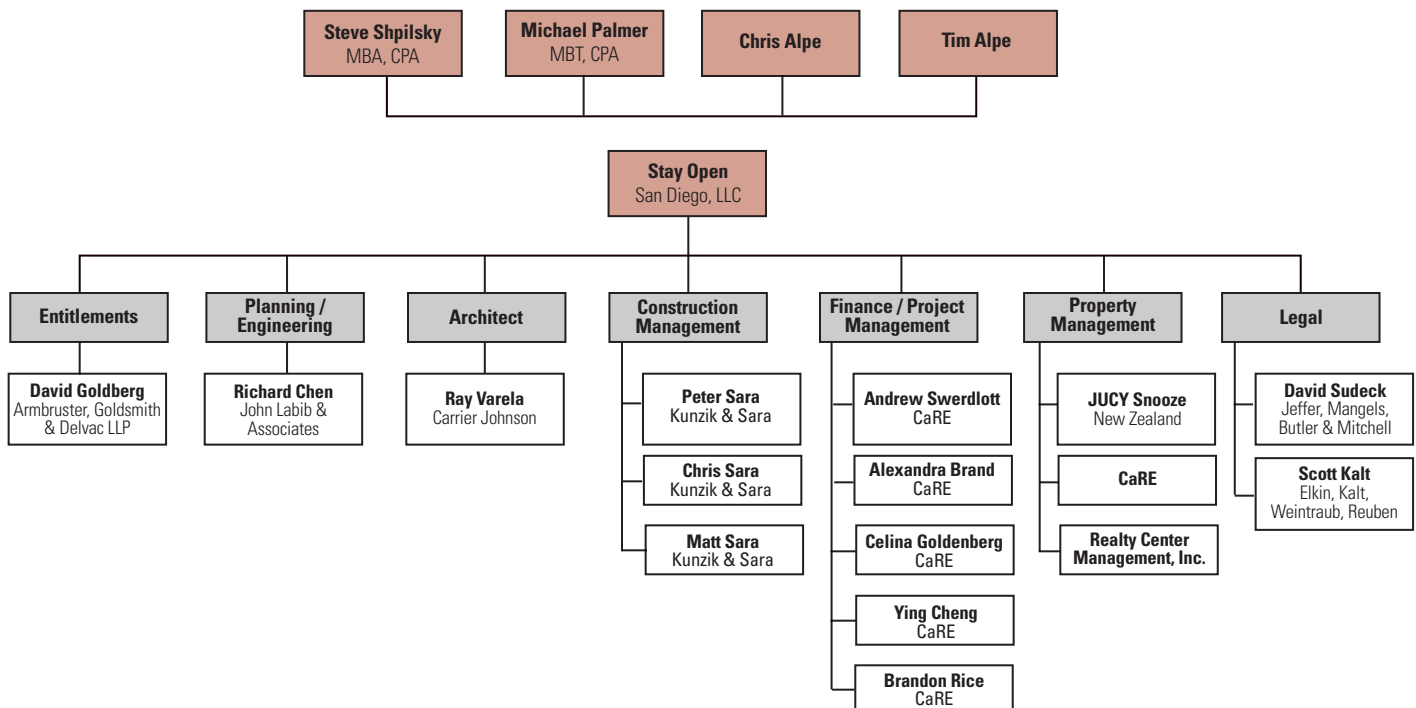 Steve Shpilsky
MBA, CPA
Michael Palmer
MBT, CPA
Chris Alpe
Tim Alpe
Stay Open
San Diego, LLC
Entitlements
David Goldberg
Armbruster, Goldsmith
& Delvac LLP
Planning /
Engineering
Richard Chen
John Labib &
Associates
Architect
Ray Varela
Carrier Johnson
Construction
Management
Peter Sara
Kunzik & Sara
Chris Sara
Kunzik & Sara
Matt Sara
Kunzik & Sara
Finance / Project
Management
Andrew Swerdlott
CaRE
Alexandra Brand
CaRE
Celina Goldenberg
CaRE
Ying Cheng
CaRE
Brandon Rice
CaRE
Property
Management
JUCY Snooze
New Zealand
CaRE
Realty Center
Management, Inc.
Legal
David Sudeck
Jeffer, Mangels,
Butler & Mitchell
Scott Kalt
Elkin, Kalt,
Weintraub, Reuben